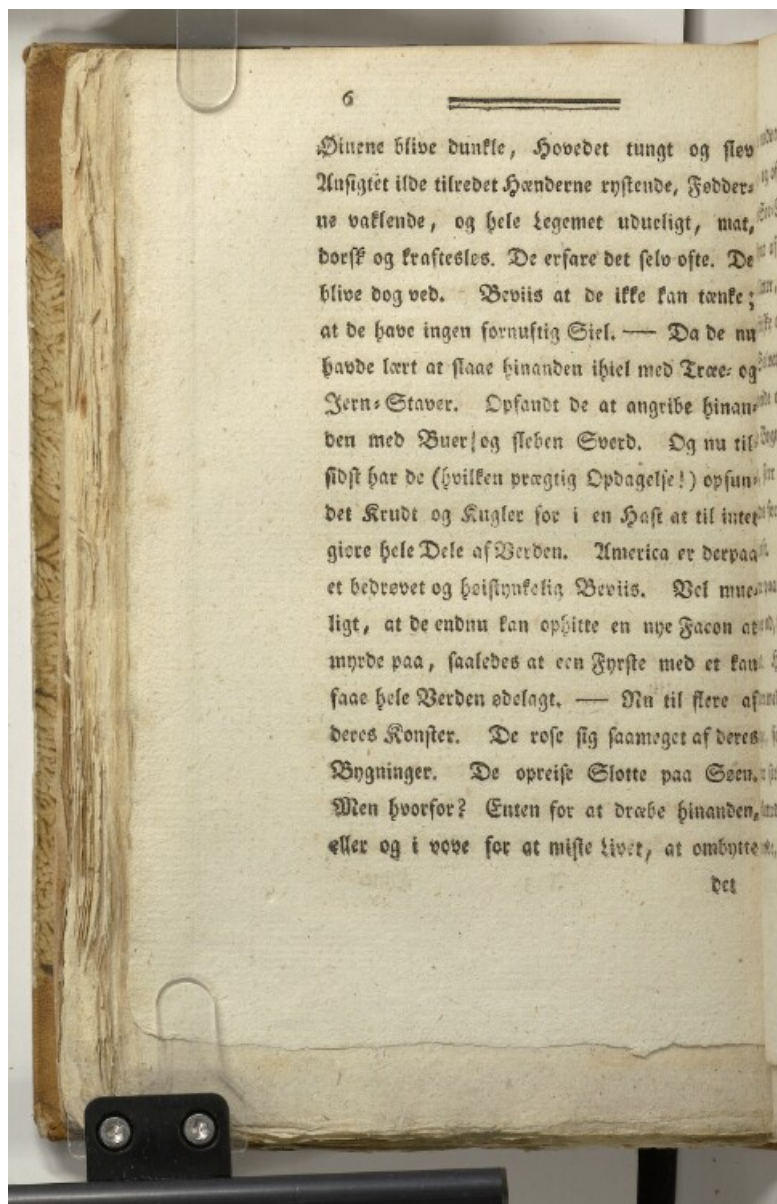 6
Øinene blive dunkle, Hovedet tungt og sløv
Ansigtet ilde tilredet Hænderne rystende, Fødder-
ne vaklende, og hele Legemet udueligt, mat,
dorsk og kraftesløs. De erfare det selv ofte. De
blive dog ved. Beviis at de ikke kan tænke;
at de have ingen fornuftig Siel. — Da de nu
havde lært at slaae hinanden ihiel med Træe- og
Jern-Staver. Opfandt de at angribe hinan-
den med Buer og sleben Sverd. Og nu til-
sidst har de (hvilken prægtig Opdagelse!) opfun-
det Krudt og Kugler for i en Hast at til intet
giøre hele Dele af Verden. America er derpaa
et bedrøvet og høistynkelig Beviis. Vel mue-
ligt, at de endnu kan ophitte en nye Facon at
myrde paa, saaledes at een Fyrste med et kan
faae hele Verden ødelagt. — Nu til flere af
deres Konster. De rose sig saameget af deres
Bygninger. De opreise Slotte paa Søen.
Men hvorfor? Enten for at dræbe hinanden,
eller og i vove for at miste Livet, at ombytte
det